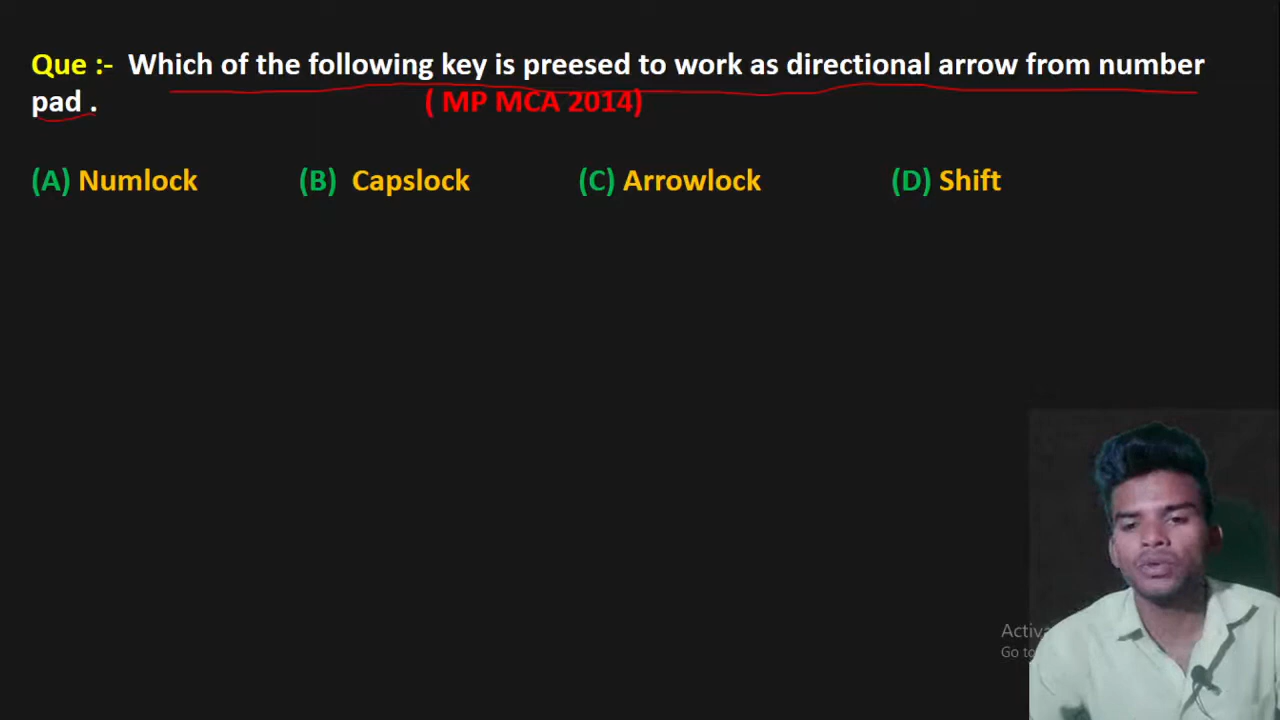 Que :- Which of the following key is preesed to work as directional arrow from number
pad . ( MP MCA 2014)
(A) Numlock (B) Capslock (C) Arrowlock (D) Shift
Go to